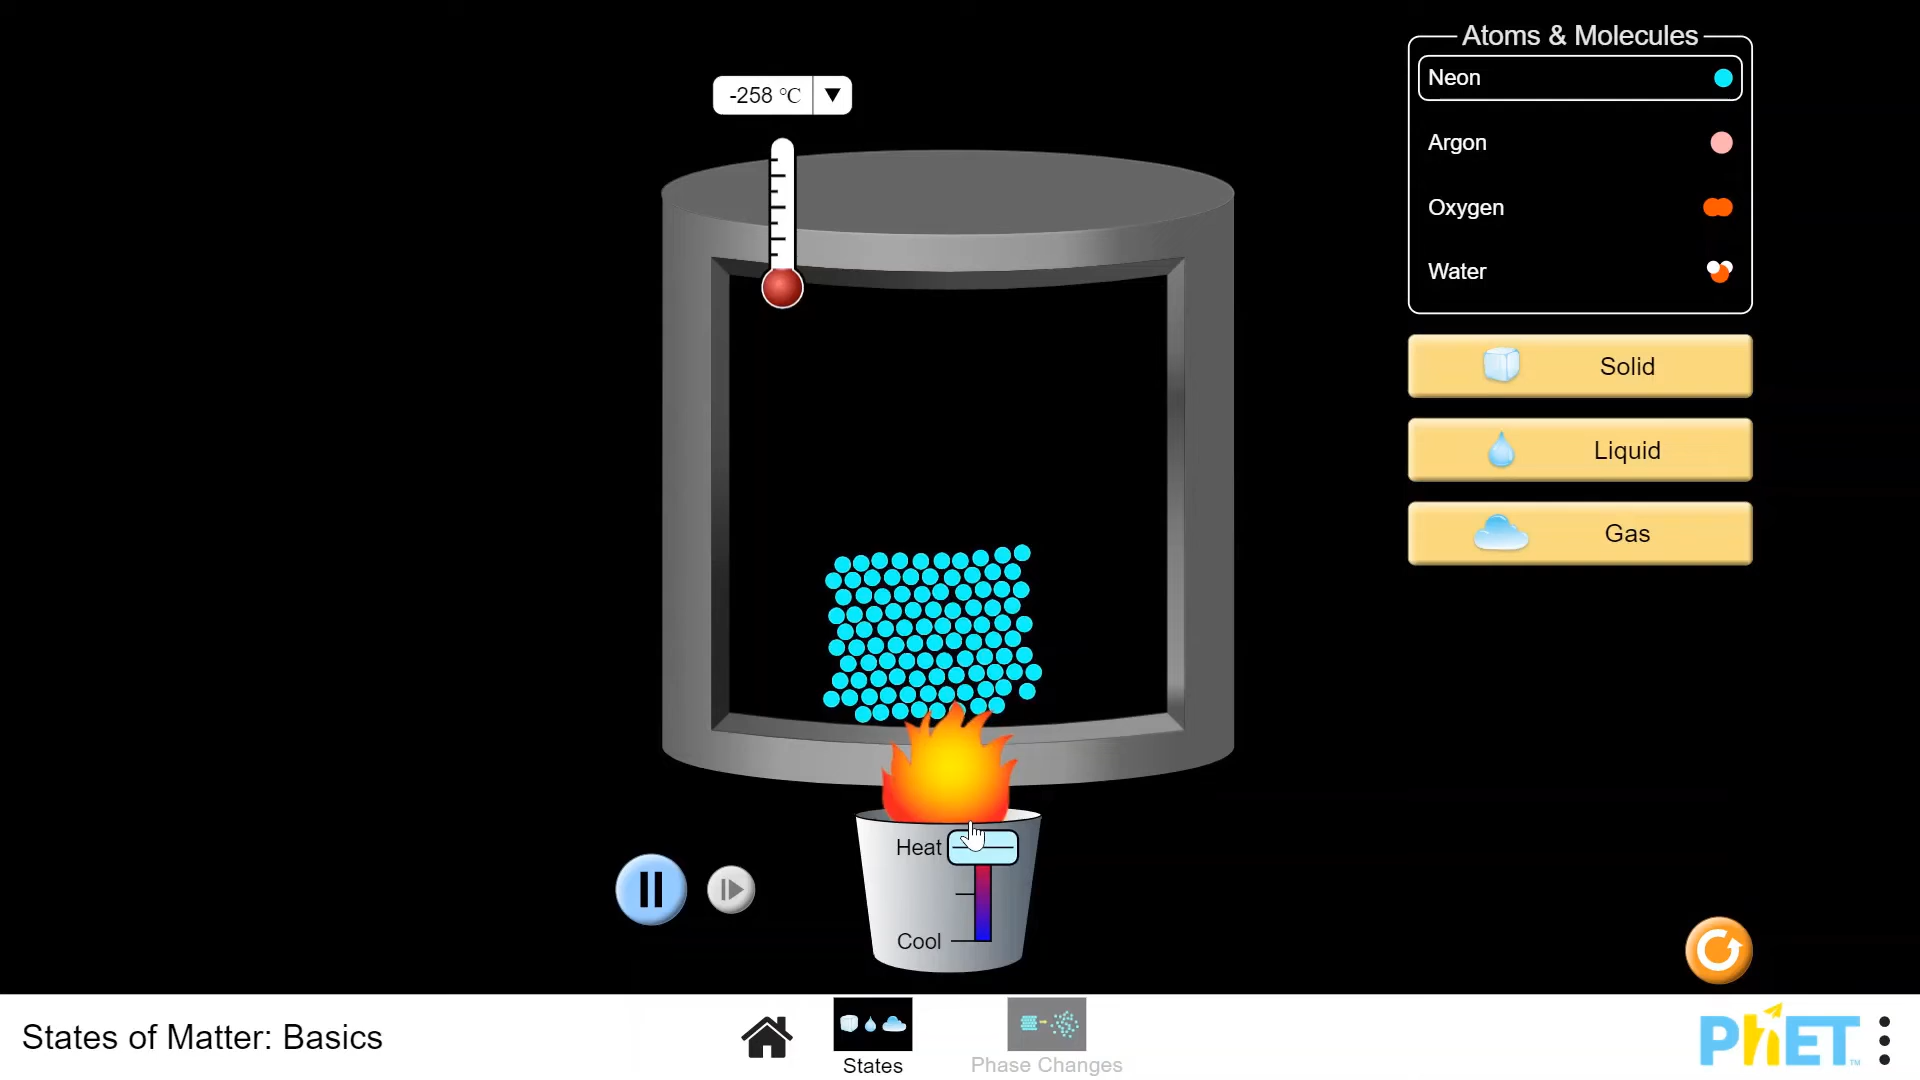 Atoms & Molecules
Neon
-258 °C
Argon
Oxygen
Water
Solid
Liquid
Gas
Heat
Cool
States of Matter: Basics
States
Phase Changes
PhET™